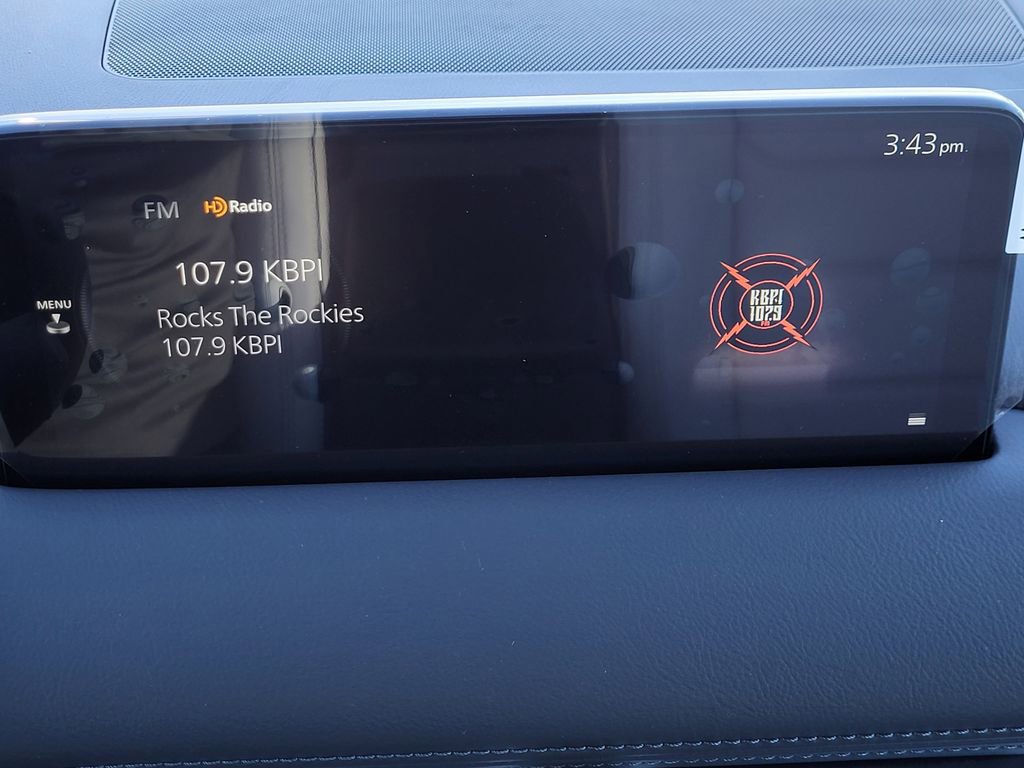 3:43 pm
FM HD Radio
107.9 KBPI
MENU
Rocks The Rockies
107.9 KBPI
KBPI
107.9
FM